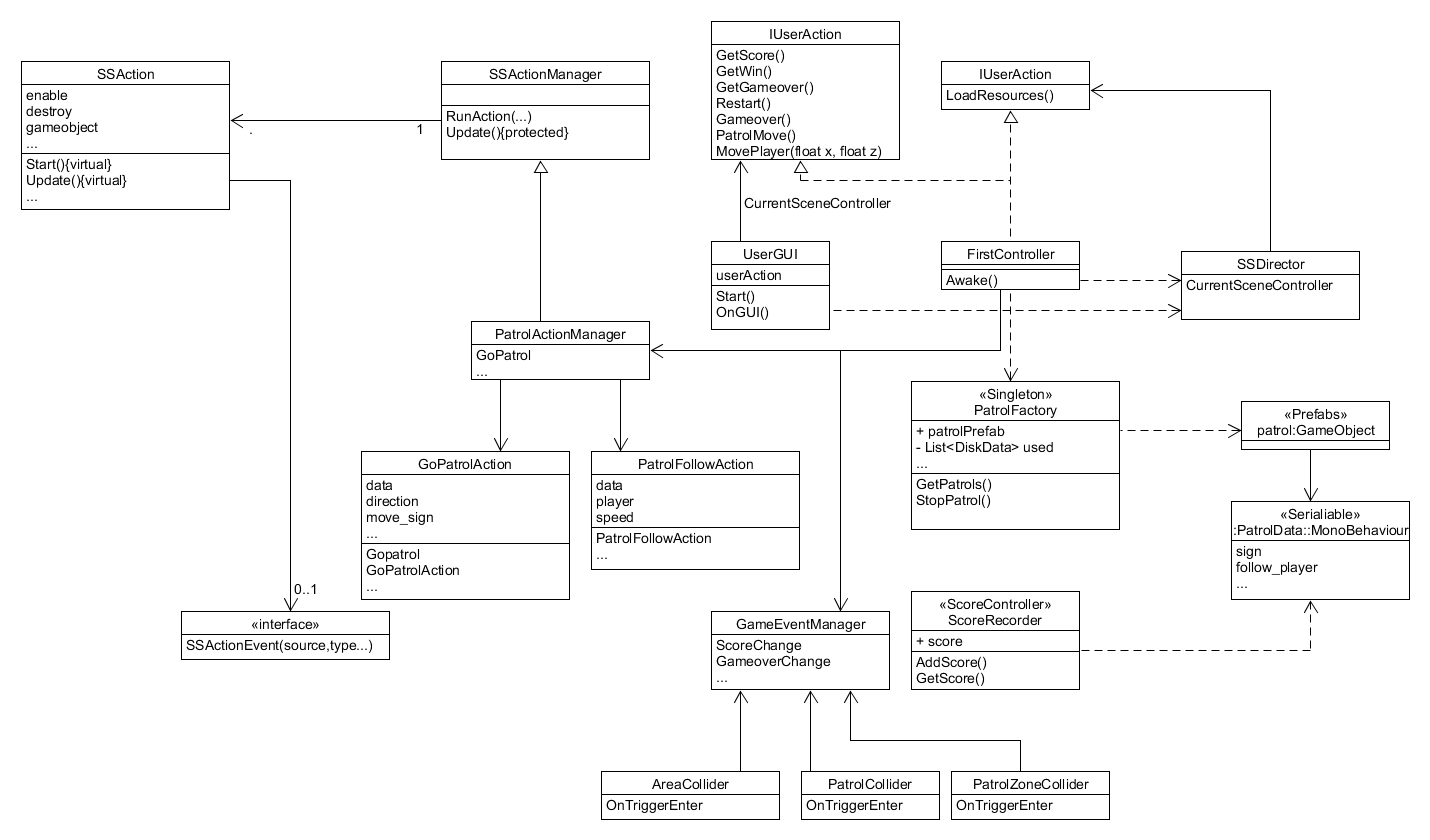 SSAction
enable
destroy
gameobject
...
Start(){virtual}
Update(){virtual}
...
.
1
SSActionManager
RunAction(...)
Update(){protected}
IUserAction
GetScore()
GetWin()
GetGameover()
Restart()
Gameover()
PatrolMove()
MovePlayer(float x, float z)
IUserAction
LoadResources()
CurrentSceneController
UserGUI
userAction
Start()
OnGUI()
FirstController
Awake()
SSDirector
CurrentSceneController
PatrolActionManager
GoPatrol
...
«Singleton»
PatrolFactory
+ patrolPrefab
- List<DiskData> used
...
GetPatrols()
StopPatrol()
«Prefabs»
patrol:GameObject
GoPatrolAction
data
direction
move_sign
...
Gopatrol
GoPatrolAction
...
PatrolFollowAction
data
player
speed
PatrolFollowAction
...
«Serialiable»
:PatrolData::MonoBehaviour
sign
follow_player
...
0..1
«interface»
SSActionEvent(source,type...)
GameEventManager
ScoreChange
GameoverChange
...
«ScoreController»
ScoreRecorder
+ score
AddScore()
GetScore()
AreaCollider
OnTriggerEnter
PatrolCollider
OnTriggerEnter
PatrolZoneCollider
OnTriggerEnter